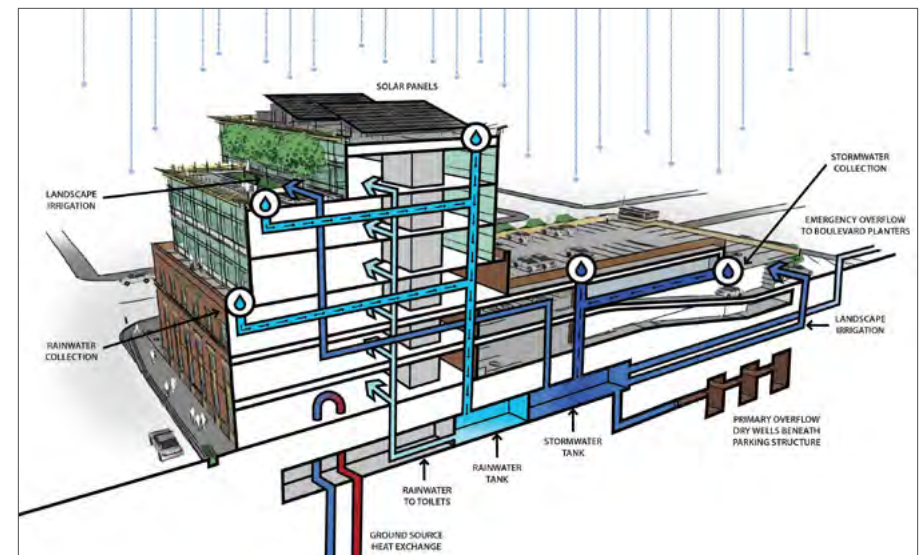 SOLAR PANELS
STORMWATER
COLLECTION
LANDSCAPE
IRRIGATION
EMERGENCY OVERFLOW
TO BOULEVARD PLANTERS
LANDSCAPE
IRRIGATION
RAINWATER
COLLECTION
PRIMARY OVERFLOW
DRY WELLS BENEATH
PARKING STRUCTURE
STORMWATER
TANK
RAINWATER
TANK
RAINWATER
TO TOILETS
GROUND SOURCE
HEAT EXCHANGE